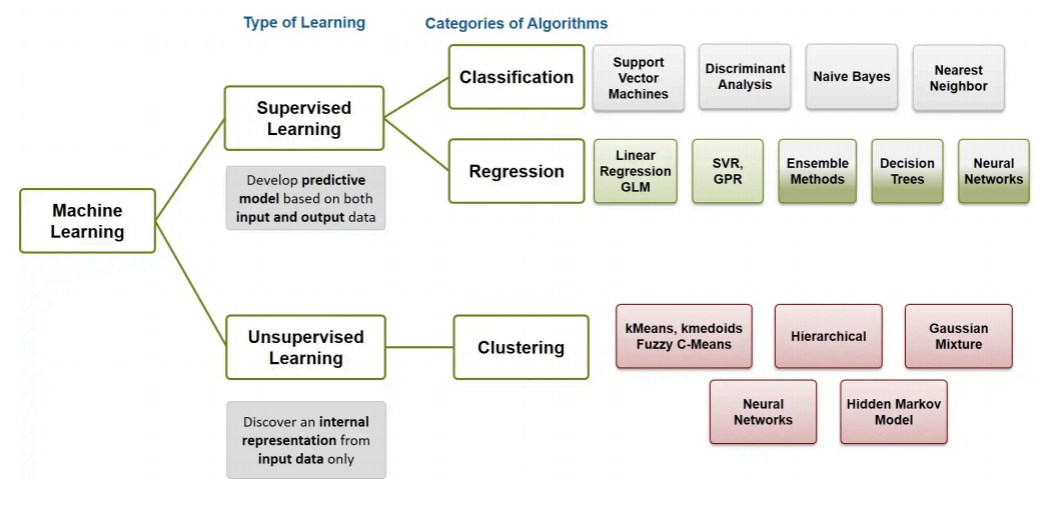 Type of Learning
Categories of Algorithms
Classification
Support
Vector
Machines
Discriminant
Analysis
Naive Bayes
Nearest
Neighbor
Supervised
Learning
Regression
Linear
Regression
GLM
SVR,
GPR
Ensemble
Methods
Decision
Trees
Neural
Networks
Develop predictive
model based on both
input and output data
Machine
Learning
Unsupervised
Learning
Clustering
kMeans, kmedoids
Fuzzy C-Means
Hierarchical
Gaussian
Mixture
Neural
Networks
Hidden Markov
Model
Discover an internal
representation from
input data only